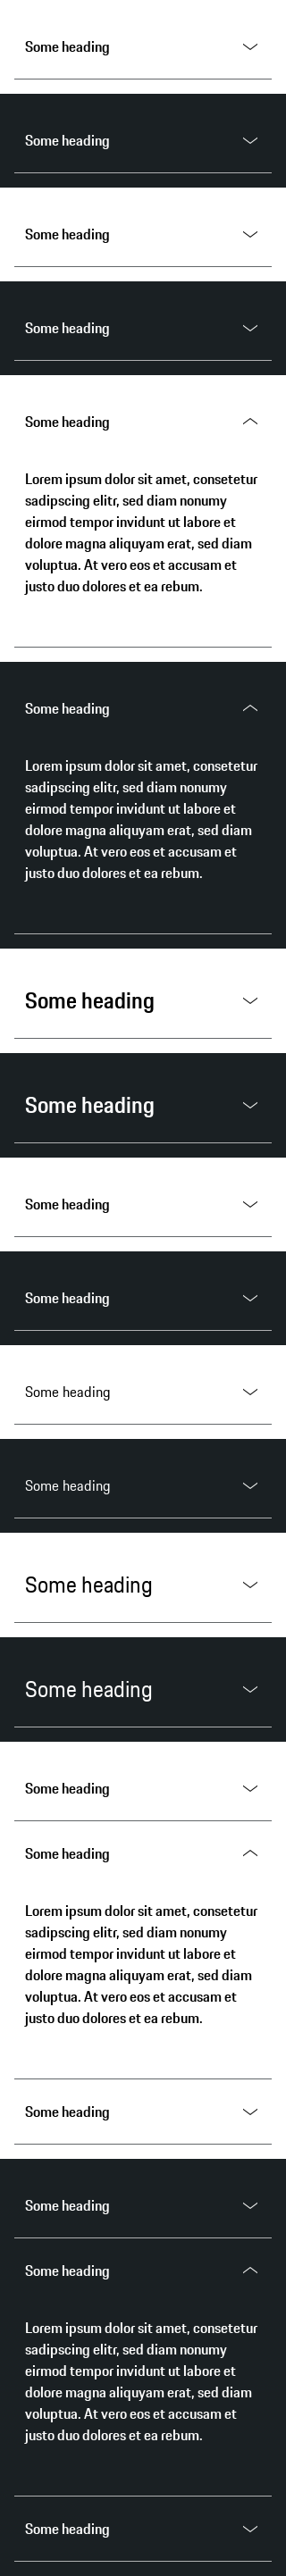 Some heading
Some heading
Some heading
Some heading
Some heading
Lorem ipsum dolor sit amet, consetetur
sadipscing elitr, sed diam nonumy
eirmod tempor invidunt ut labore et
dolore magna aliquyam erat, sed diam
voluptua. At vero eos et accusam et
justo duo dolores et ea rebum.
Some heading
Lorem ipsum dolor sit amet, consetetur
sadipscing elitr, sed diam nonumy
eirmod tempor invidunt ut labore et
dolore magna aliquyam erat, sed diam
voluptua. At vero eos et accusam et
justo duo dolores et ea rebum.
Some heading
Some heading
Some heading
Some heading
Some heading
Some heading
Some heading
Some heading
Some heading
Some heading
Lorem ipsum dolor sit amet, consetetur
sadipscing elitr, sed diam nonumy
eirmod tempor invidunt ut labore et
dolore magna aliquyam erat, sed diam
voluptua. At vero eos et accusam et
justo duo dolores et ea rebum.
Some heading
Some heading
Some heading
Lorem ipsum dolor sit amet, consetetur
sadipscing elitr, sed diam nonumy
eirmod tempor invidunt ut labore et
dolore magna aliquyam erat, sed diam
voluptua. At vero eos et accusam et
justo duo dolores et ea rebum.
Some heading